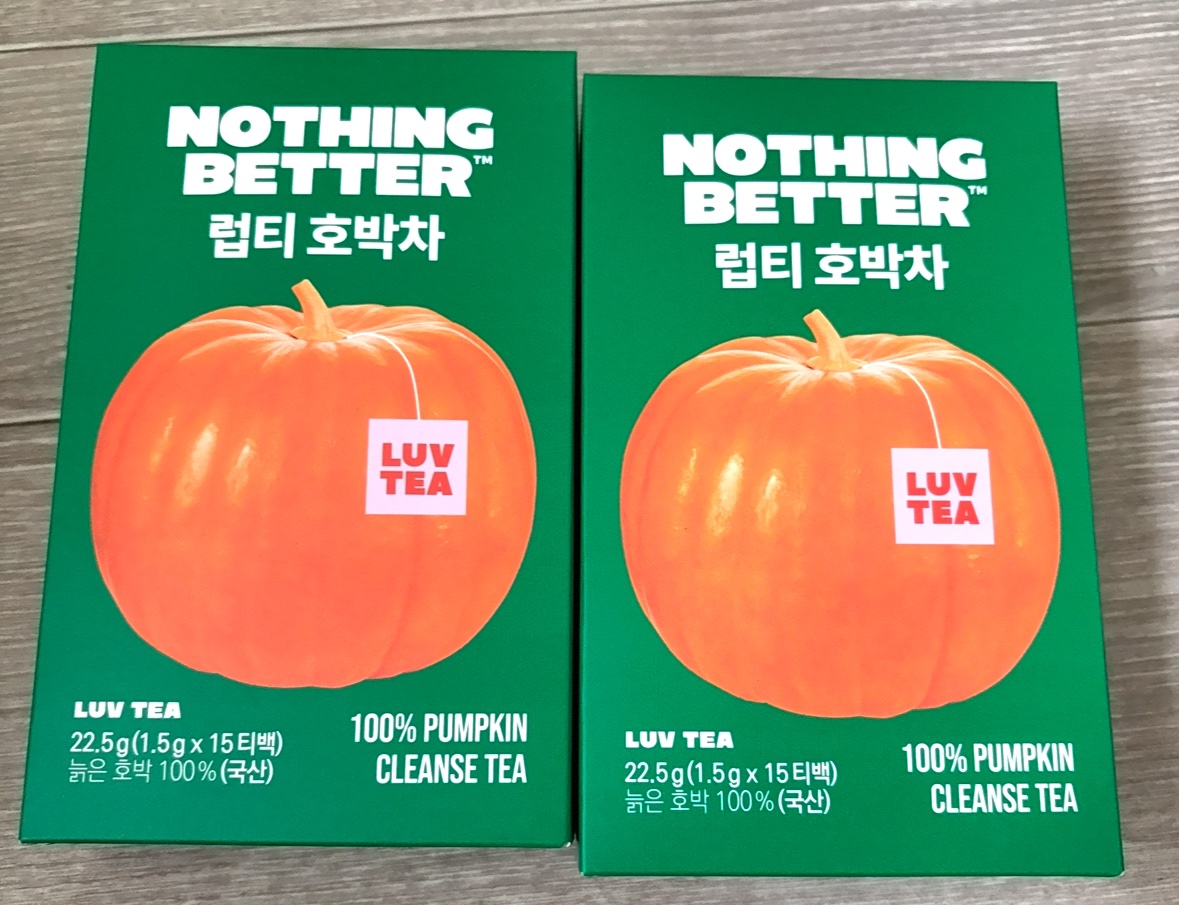 NOTHING
BETTER™
럽티 호박차
LUV
TEA
LUV TEA
22.5g(1.5g x 15티백)
늙은 호박 100%(국산)
100% PUMPKIN
CLEANSE TEA
NOTHING
BETTER™
럽티 호박차
LUV
TEA
LUV TEA
22.5g(1.5g x 15티백)
늙은 호박 100%(국산)
100% PUMPKIN
CLEANSE TEA